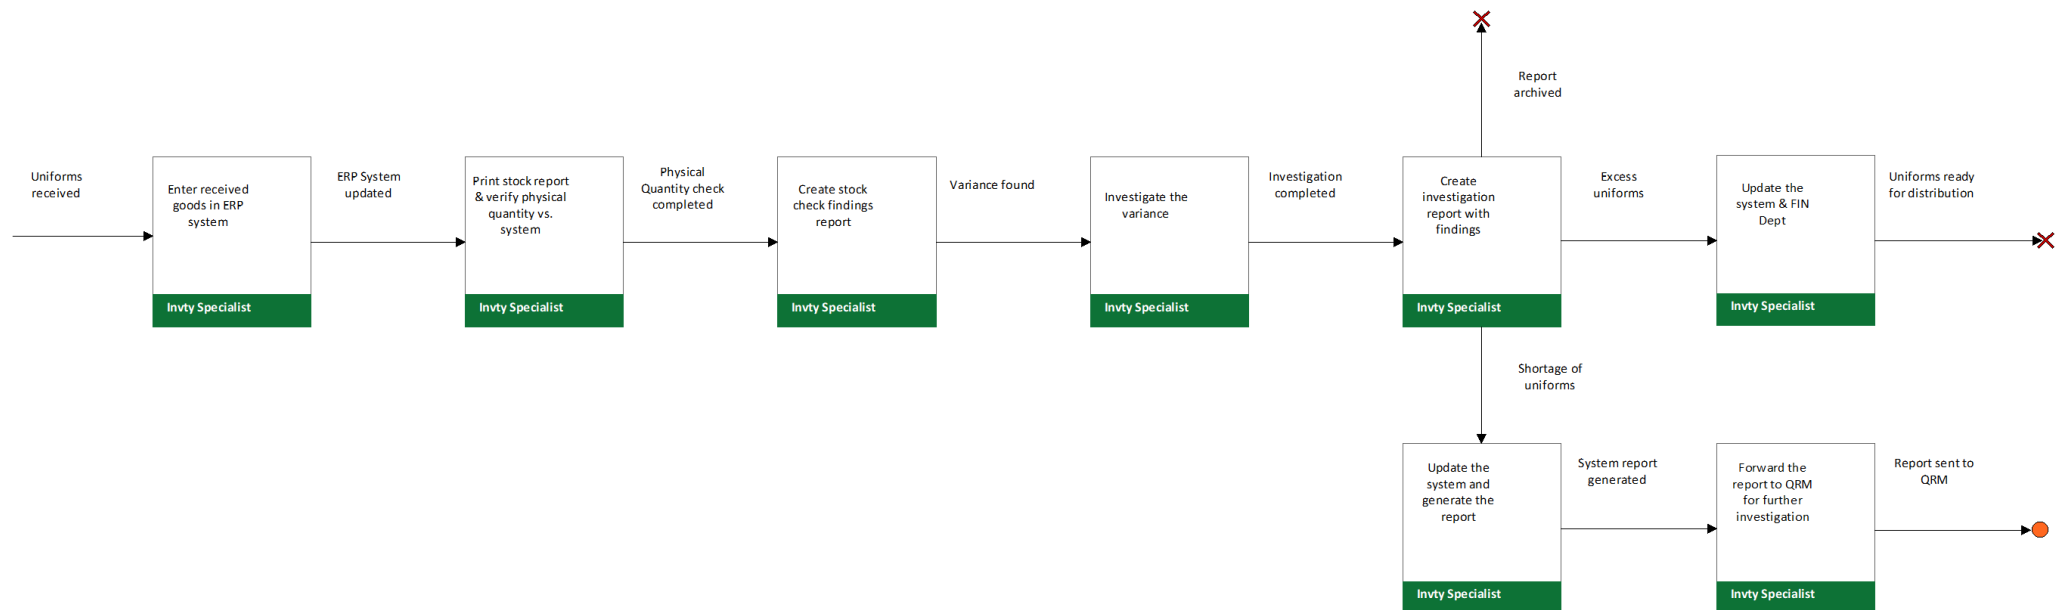 Report
archived
Uniforms
received
Enter received
goods in ERP
system
Invty Specialist
ERP System
updated
Print stock report
& verify physical
quantity vs.
system
Invty Specialist
Physical
Quantity check
completed
Create stock
check findings
report
Invty Specialist
Variance found
Investigate the
variance
Invty Specialist
Investigation
completed
Create
investigation
report with
findings
Invty Specialist
Excess
uniforms
Update the
system & FIN
Dept
Invty Specialist
Uniforms ready
for distribution
Shortage of
uniforms
Update the
system and
generate the
report
Invty Specialist
System report
generated
Forward the
report to QRM
for further
investigation
Invty Specialist
Report sent to
QRM